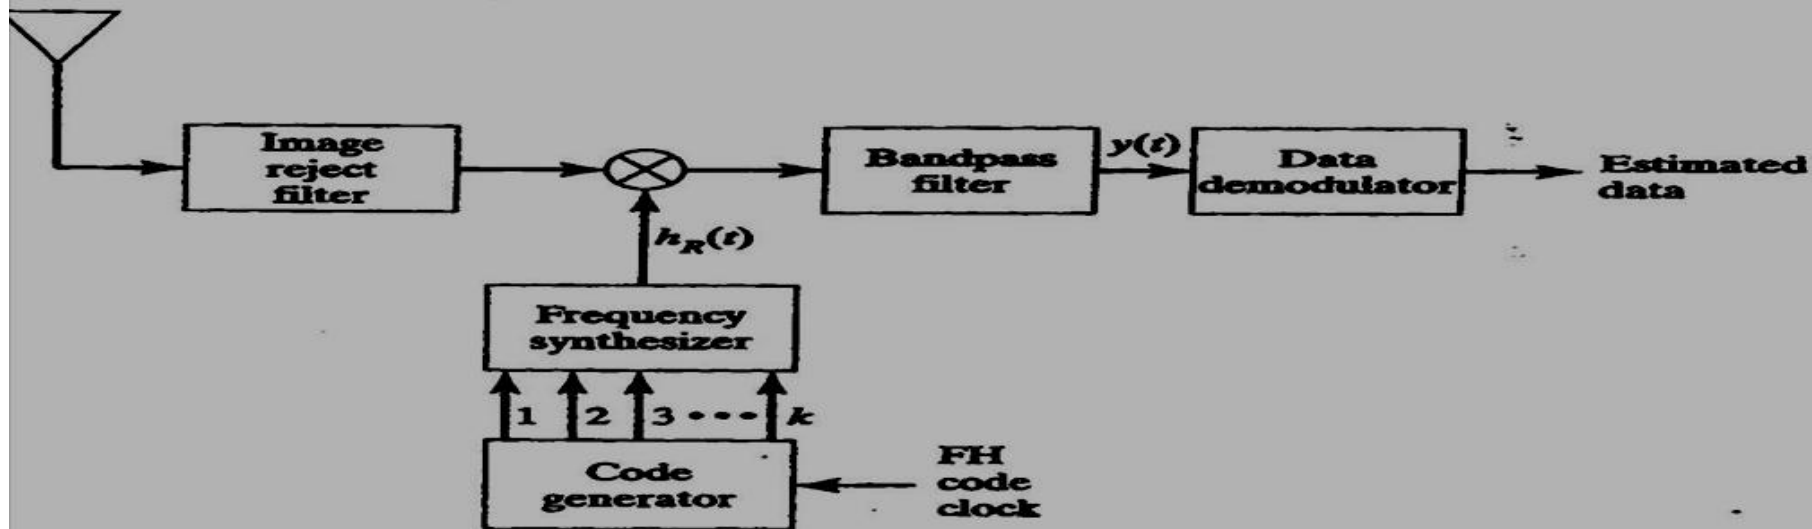 Image
reject
filter
Bandpass
filter
y(t)
Data
demodulator
Estimated
data
h_R(t)
Frequency
synthesizer
1 2 3 ••• k
Code
generator
FH
code
clock